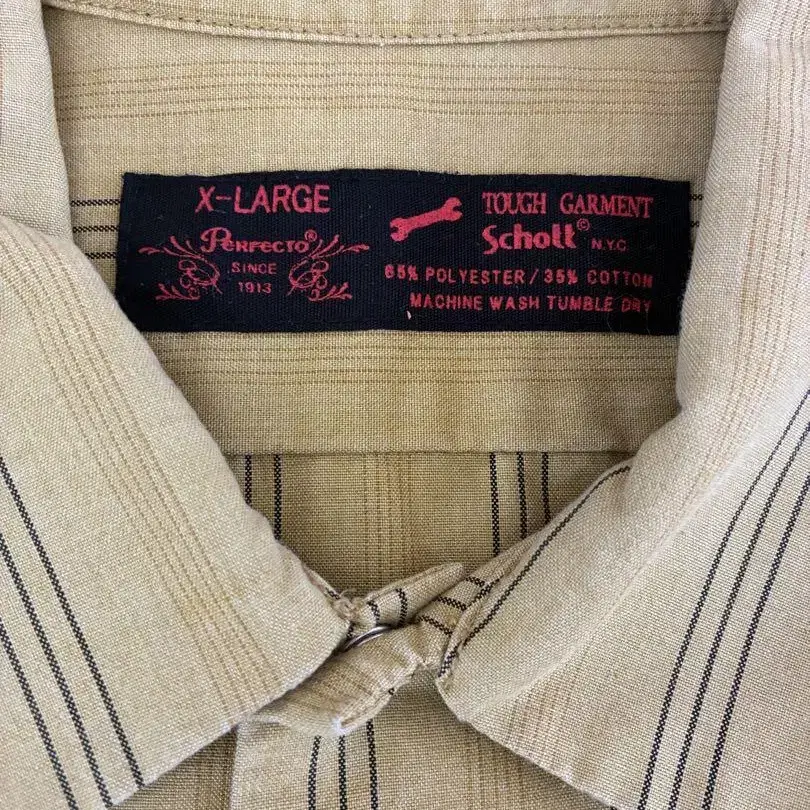 X-LARGE
Perfecto®
SINCE
1913
TOUGH GARMENT
Schott© N.Y.C
65% POLYESTER / 35% COTTON
MACHINE WASH TUMBLE DRY